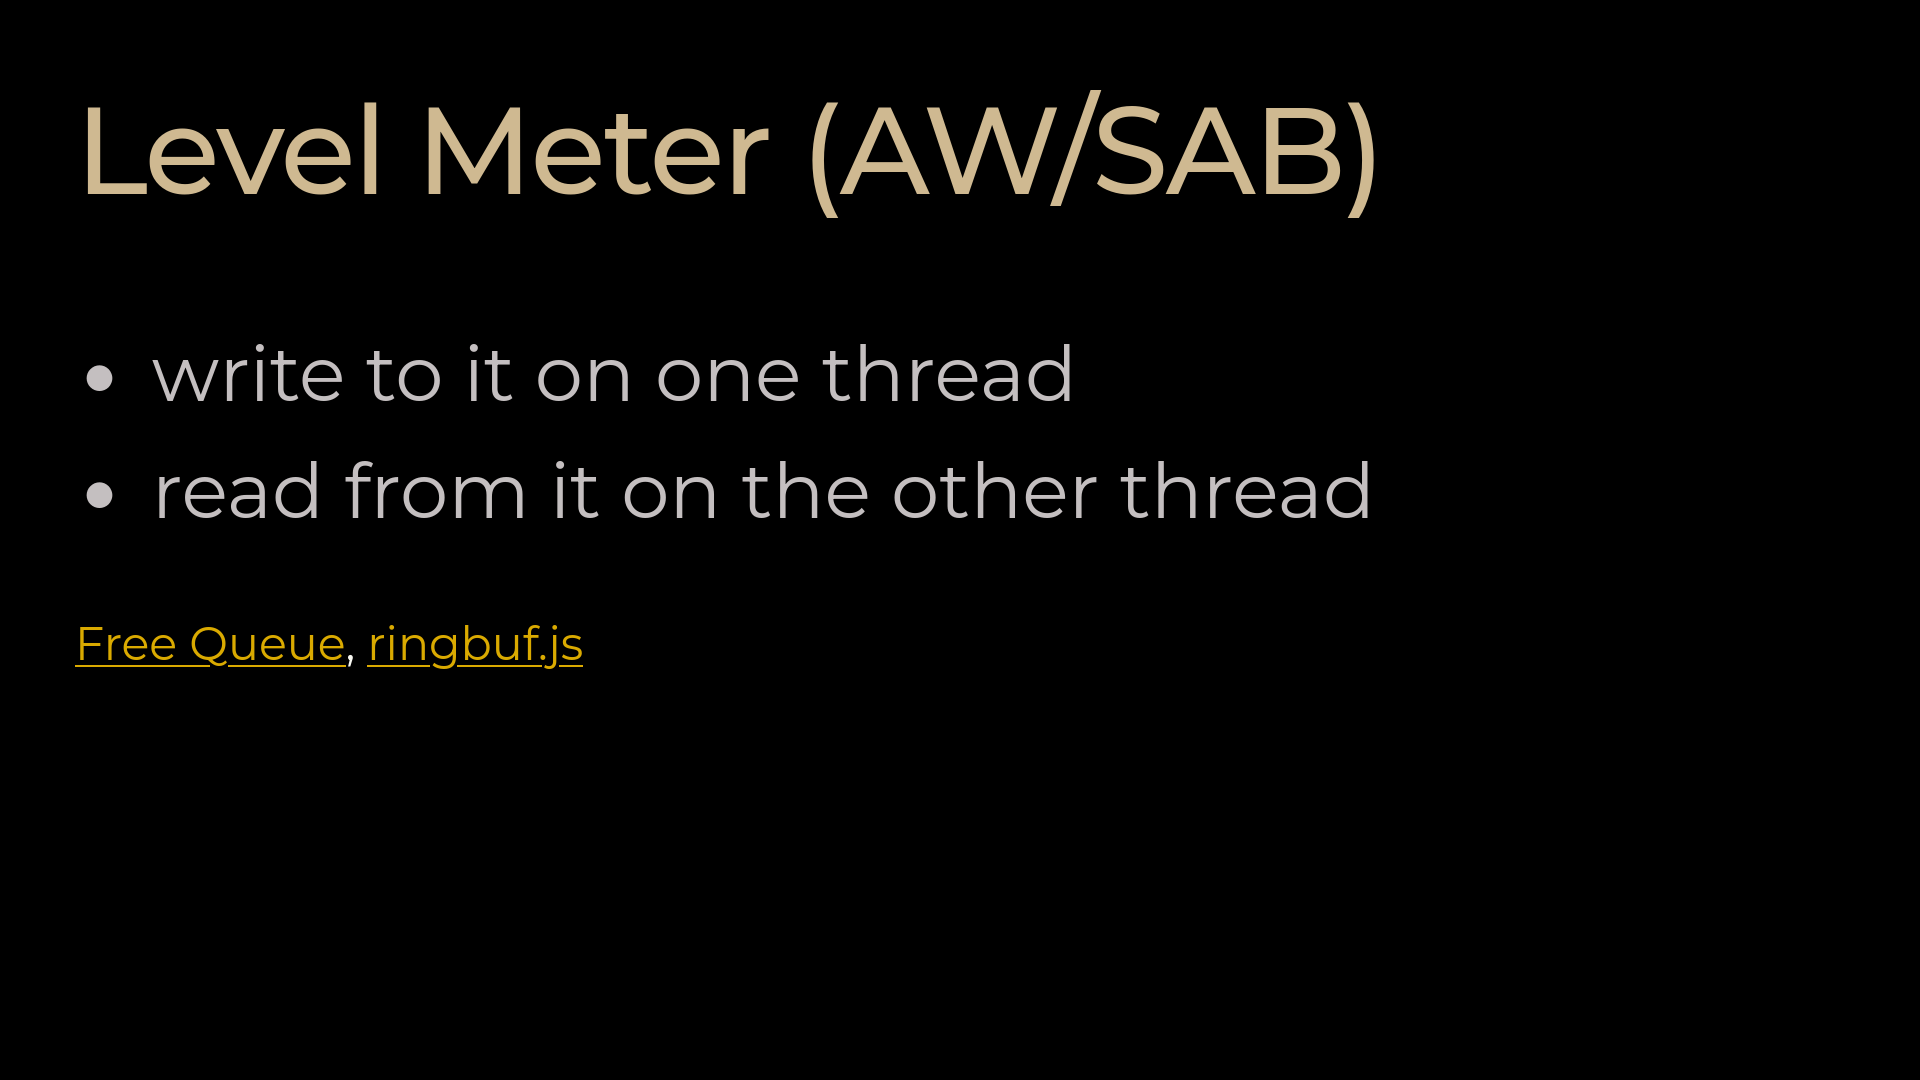 Level Meter (AW/SAB)
• write to it on one thread
• read from it on the other thread
Free Queue, ringbuf.js